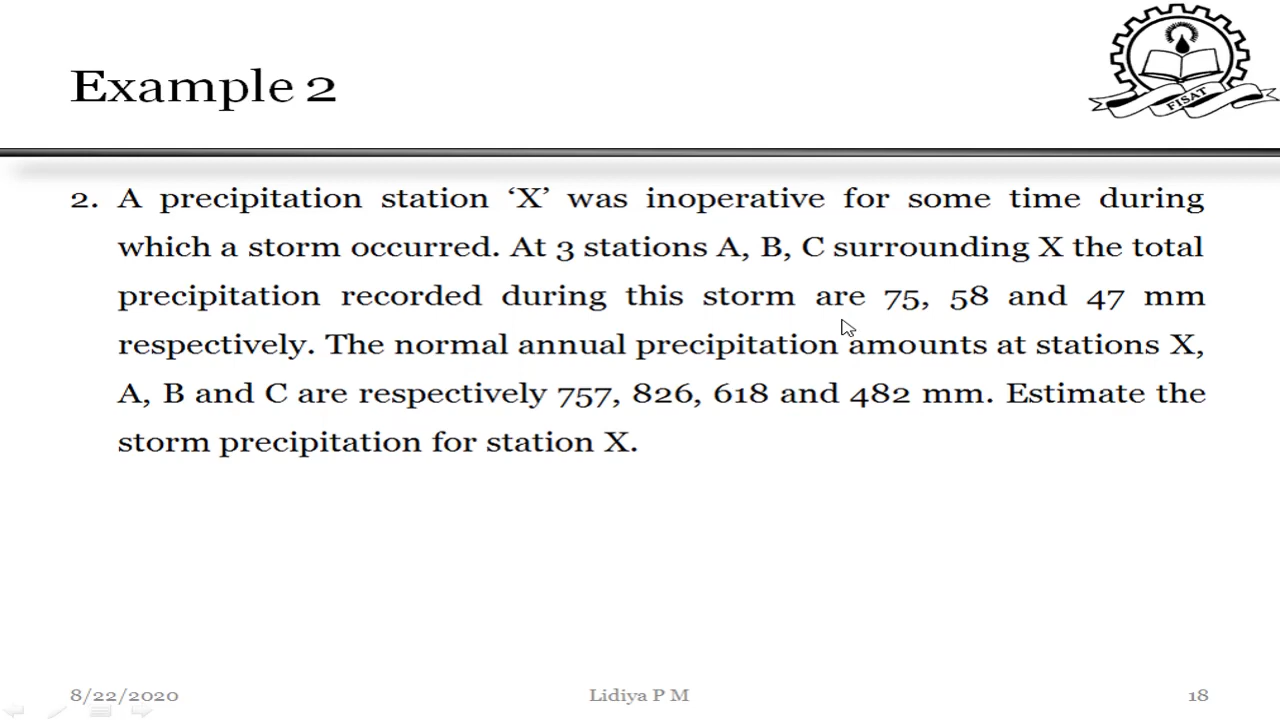 Example 2
FISAT
2. A precipitation station ‘X’ was inoperative for some time during
which a storm occurred. At 3 stations A, B, C surrounding X the total
precipitation recorded during this storm are 75, 58 and 47 mm
respectively. The normal annual precipitation amounts at stations X,
A, B and C are respectively 757, 826, 618 and 482 mm. Estimate the
storm precipitation for station X.
8/22/2020 Lidiya P M 18